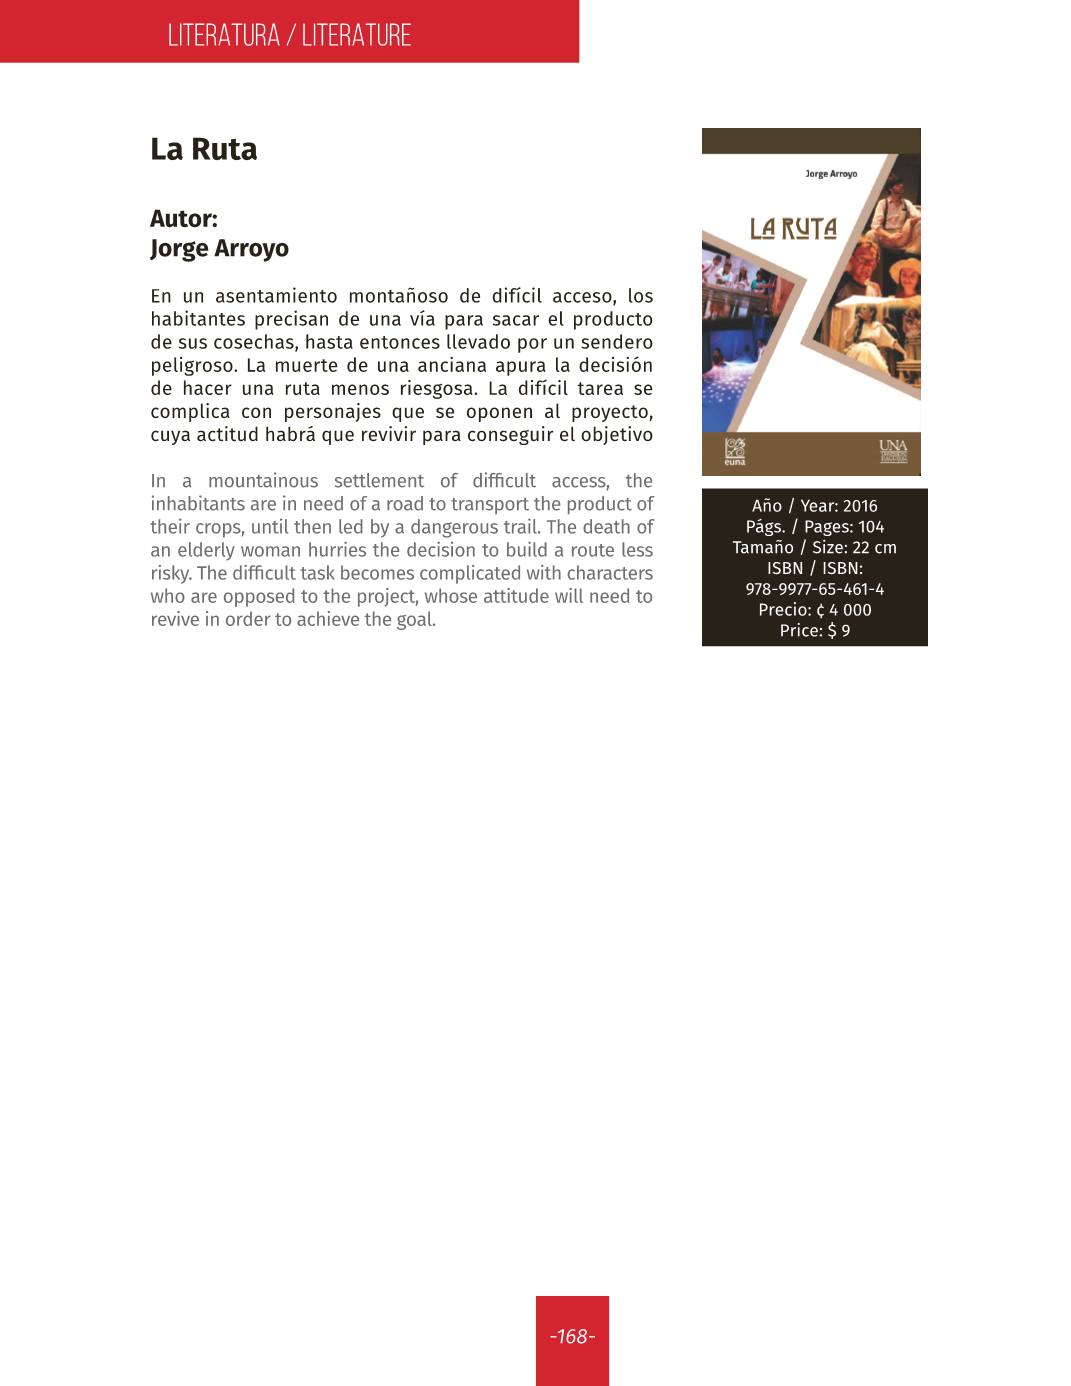 LITERATURA / LITERATURE
La Ruta
Autor:
Jorge Arroyo
En un asentamiento montañoso de difícil acceso, los
habitantes precisan de una vía para sacar el producto
de sus cosechas, hasta entonces llevado por un sendero
peligroso. La muerte de una anciana apura la decisión
de hacer una ruta menos riesgosa. La difícil tarea se
complica con personajes que se oponen al proyecto,
cuya actitud habrá que revivir para conseguir el objetivo
In a mountainous settlement of difficult access, the
inhabitants are in need of a road to transport the product of
their crops, until then led by a dangerous trail. The death of
an elderly woman hurries the decision to build a route less
risky. The difficult task becomes complicated with characters
who are opposed to the project, whose attitude will need to
revive in order to achieve the goal.
Jorge Arroyo
LA RUTA
euna
UNA
Año / Year: 2016
Págs. / Pages: 104
Tamaño / Size: 22 cm
ISBN / ISBN:
978-9977-65-461-4
Precio: ¢ 4 000
Price: $ 9
-168-